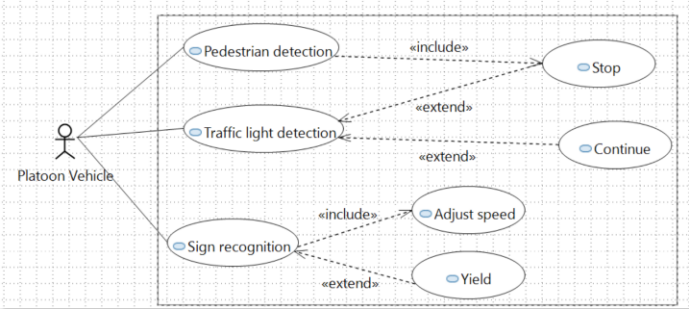 Pedestrian detection
«include»
Stop
«extend»
Traffic light detection
Continue
«extend»
Platoon Vehicle
«include»
Adjust speed
Sign recognition
«extend»
Yield